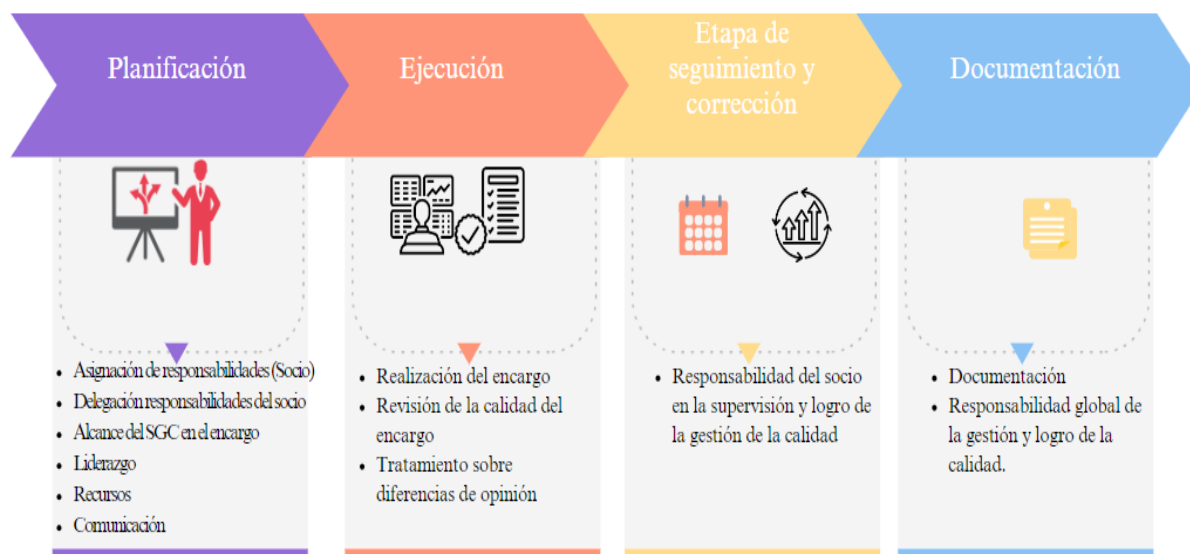 Planificación
Ejecución
Etapa de
seguimiento y
corrección
Documentación
• Asignación de responsabilidades (Socio)
• Delegación responsabilidades del socio
• Alcance del SGC en el encargo
• Liderazgo
• Recursos
• Comunicación
• Realización del encargo
• Revisión de la calidad del
encargo
• Tratamiento sobre
diferencias de opinión
• Responsabilidad del socio
en la supervisión y logro de
la gestión de la calidad
• Documentación
• Responsabilidad global de
la gestión y logro de la
calidad.